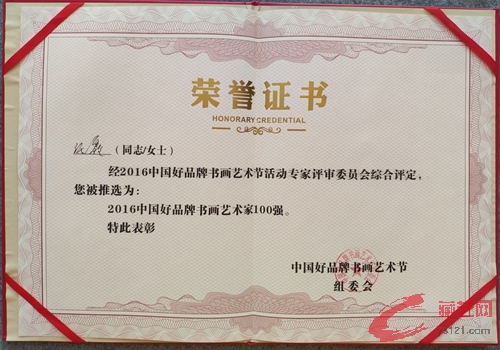 荣誉证书
HONORARY CREDENTIAL
(同志/女士)
经2016中国好品牌书画艺术节活动专家评审委员会综合评定,
您被推选为:
2016中国好品牌书画艺术家100强。
特此表彰
中国好品牌书画艺术节
组委会